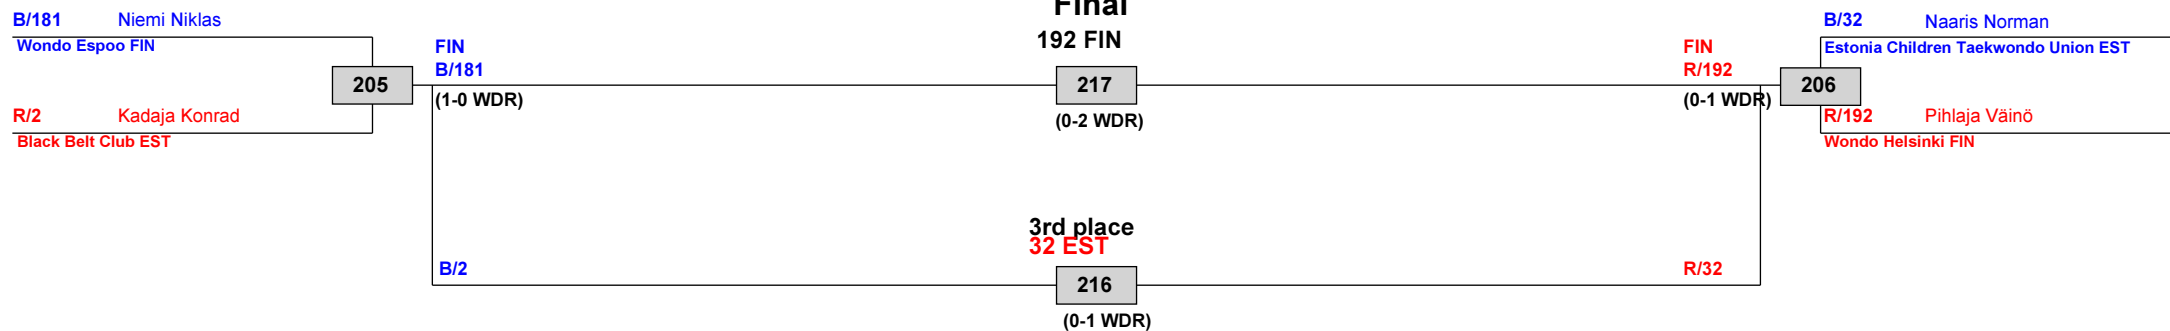 Final
192 FIN
B/181 Niemi Niklas
Wondo Espoo FIN
205
R/2 Kadaja Konrad
Black Belt Club EST
FIN
B/181
(1-0 WDR)
217
(0-2 WDR)
FIN
R/192
(0-1 WDR)
B/32 Naaris Norman
Estonia Children Taekwondo Union EST
206
R/192 Pihlaja Väinö
Wondo Helsinki FIN
3rd place
32 EST
B/2
216
R/32
(0-1 WDR)